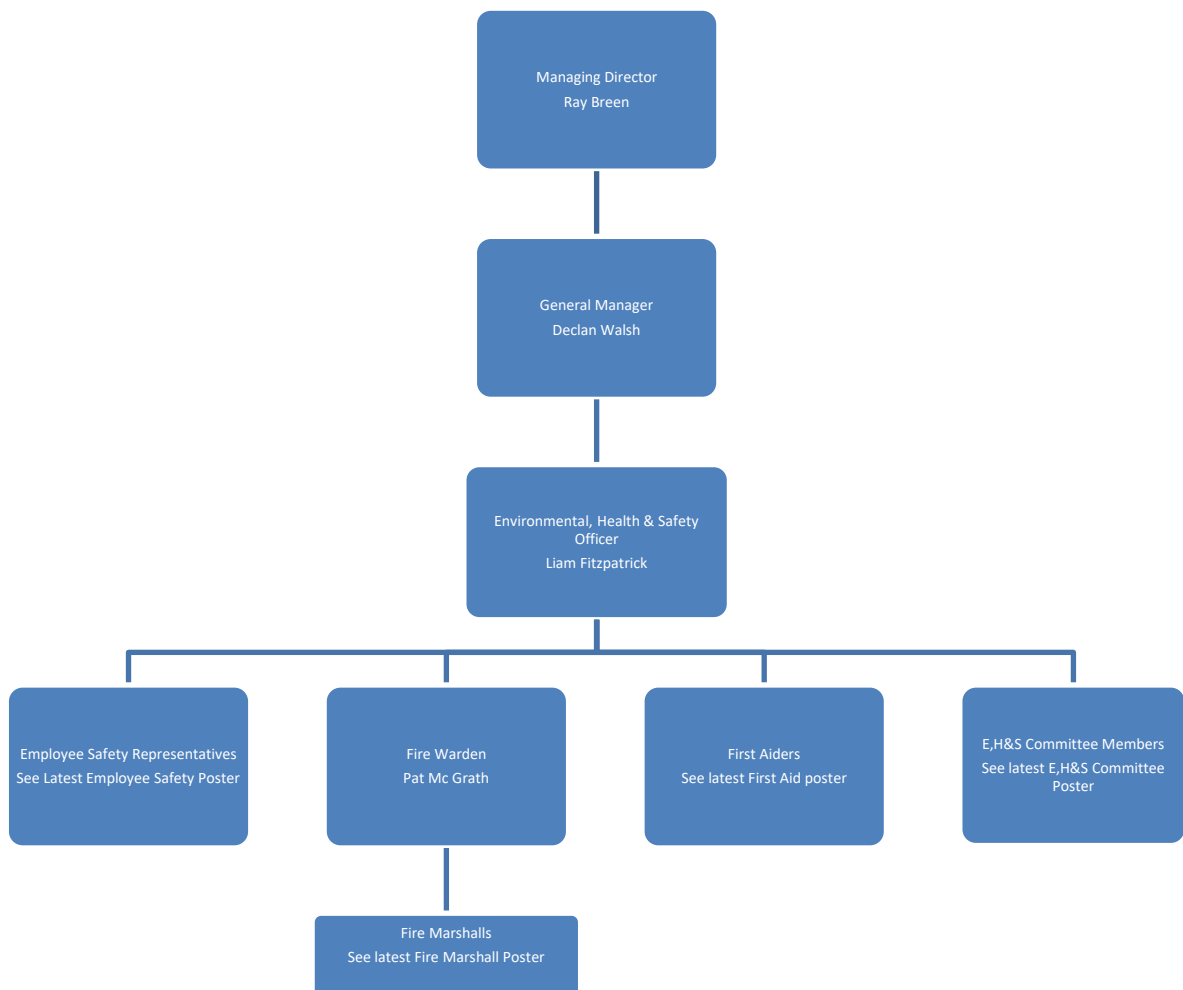 Managing Director
Ray Breen
General Manager
Declan Walsh
Environmental, Health & Safety
Officer
Liam Fitzpatrick
Employee Safety Representatives
See Latest Employee Safety Poster
Fire Warden
Pat Mc Grath
First Aiders
See latest First Aid poster
E,H&S Committee Members
See latest E,H&S Committee
Poster
Fire Marshalls
See latest Fire Marshall Poster